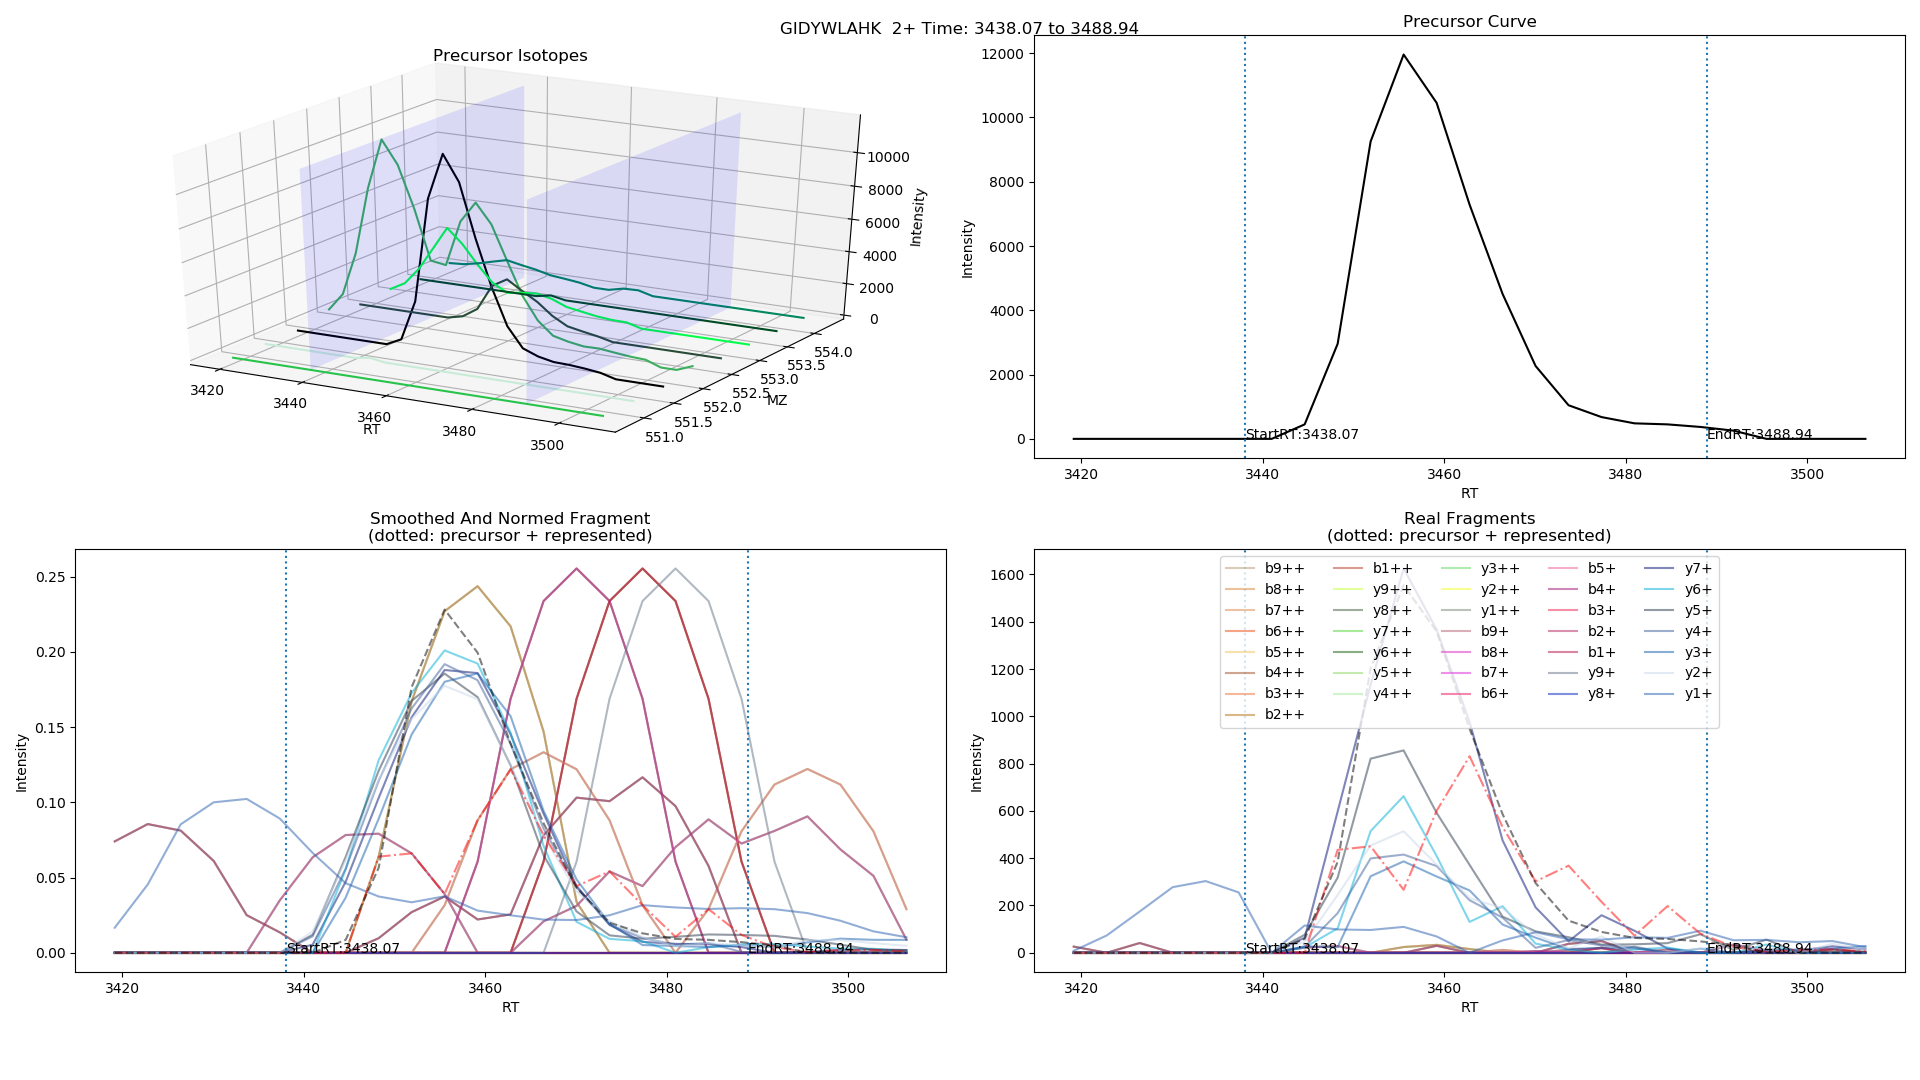 GIDYWLAHK  2+ Time: 3438.07 to 3488.94
Precursor Isotopes
10000
8000
6000
4000
2000
0
Intensity
554.0
553.5
553.0
552.5
552.0
551.5
551.0
MZ
3420
3440
3460
3480
3500
RT
Precursor Curve
12000
10000
8000
6000
4000
2000
0
Intensity
StartRT:3438.07
EndRT:3488.94
3420
3440
3460
3480
3500
RT
Smoothed And Normed Fragment
(dotted: precursor + represented)
0.25
0.20
0.15
0.10
0.05
0.00
Intensity
StartRT:3438.07
EndRT:3488.94
3420
3440
3460
3480
3500
RT
Real Fragments
(dotted: precursor + represented)
1600
1400
1200
1000
800
600
400
200
0
Intensity
b9++
b8++
b7++
b6++
b5++
b4++
b3++
b2++
b1++
y9++
y8++
y7++
y6++
y5++
y4++
y3++
y2++
y1++
b9+
b8+
b7+
b6+
b5+
b4+
b3+
b2+
b1+
y9+
y8+
y7+
y6+
y5+
y4+
y3+
y2+
y1+
StartRT:3438.07
EndRT:3488.94
3420
3440
3460
3480
3500
RT